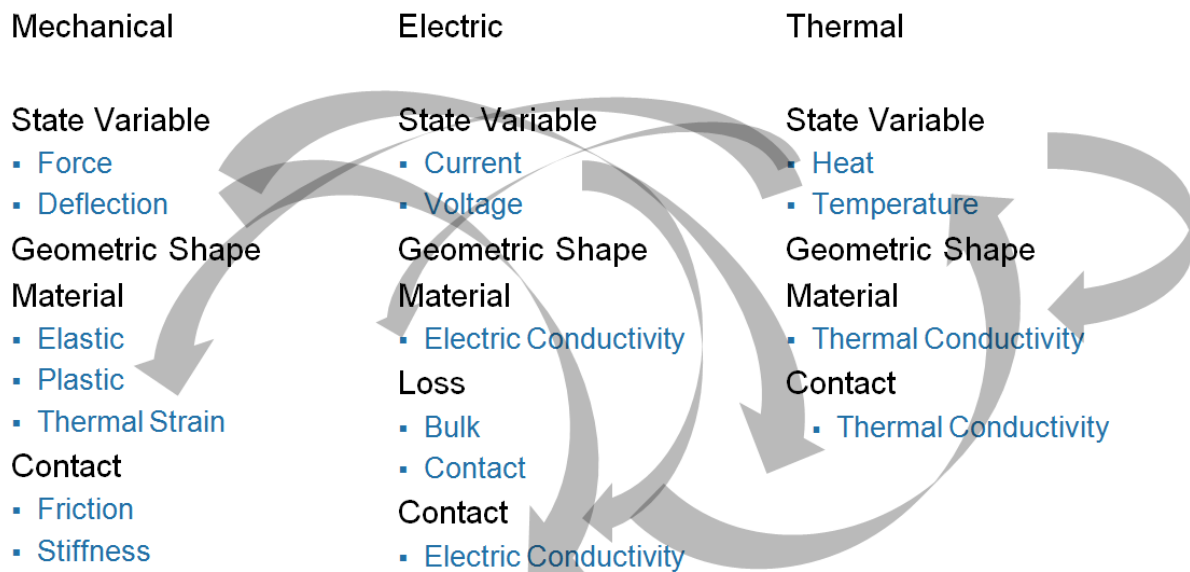 Mechanical
State Variable
▪ Force
▪ Deflection
Geometric Shape
Material
▪ Elastic
▪ Plastic
▪ Thermal Strain
Contact
▪ Friction
▪ Stiffness
Electric
State Variable
▪ Current
▪ Voltage
Geometric Shape
Material
▪ Electric Conductivity
Loss
▪ Bulk
▪ Contact
Contact
▪ Electric Conductivity
Thermal
State Variable
▪ Heat
▪ Temperature
Geometric Shape
Material
▪ Thermal Conductivity
Contact
▪ Thermal Conductivity